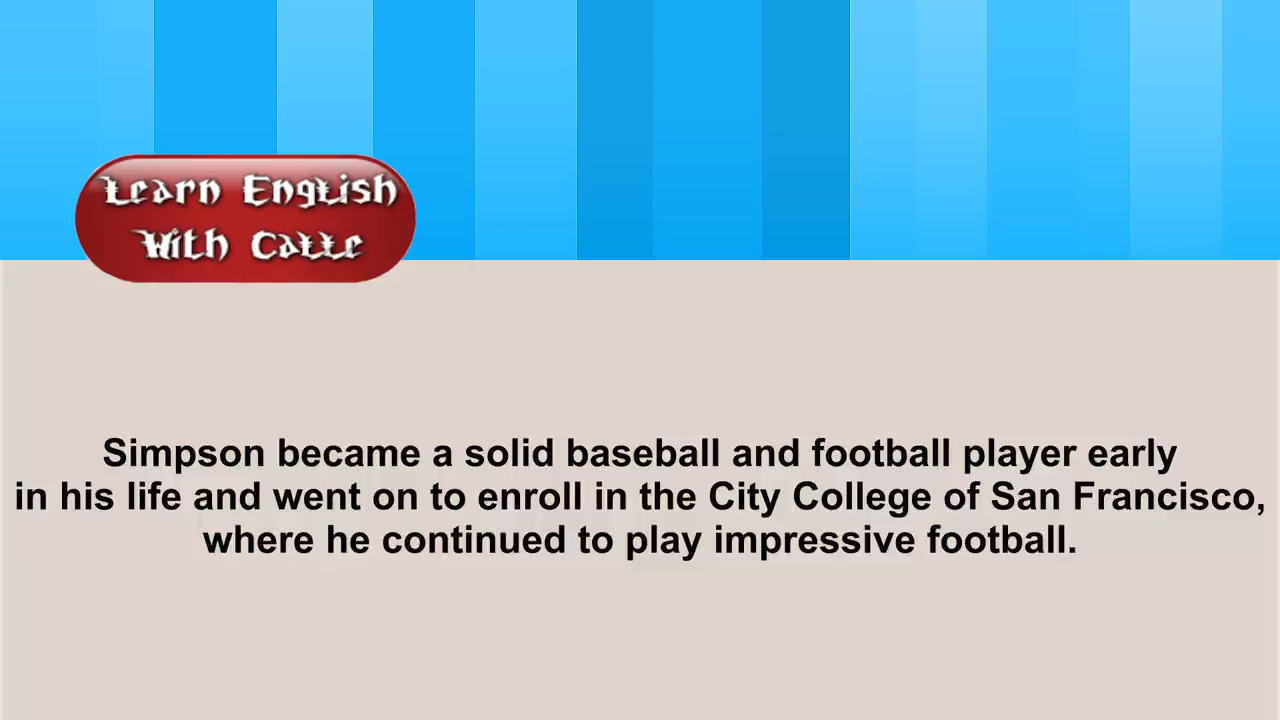 Learn English
With Catte
Simpson became a solid baseball and football player early
in his life and went on to enroll in the City College of San Francisco,
where he continued to play impressive football.